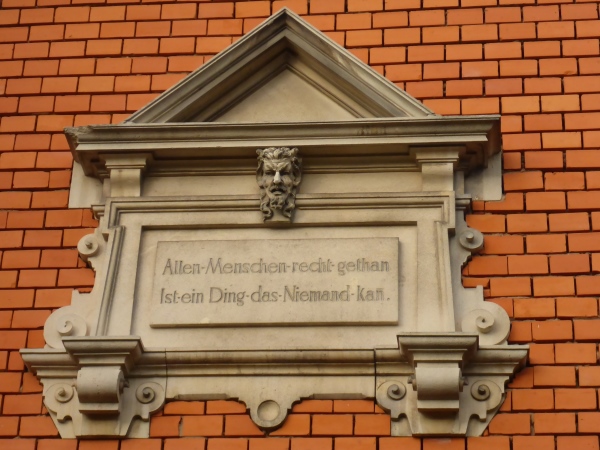 Allen-Menschen-recht-gethan
Ist-ein Ding-das-Niemand-kan̄.